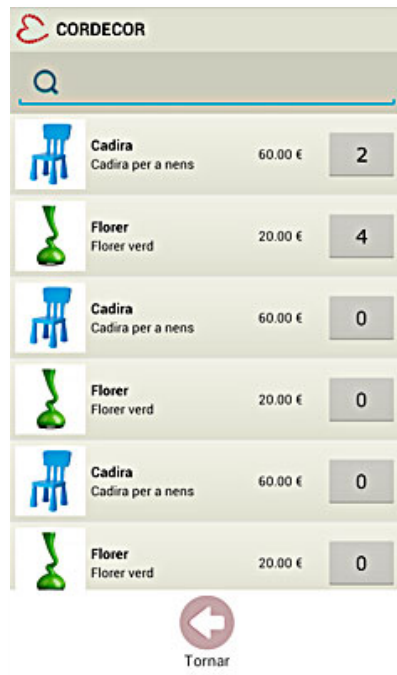 CORDECOR
Cadira
Cadira per a nens
60.00 €
2
Florer
Florer verd
20.00 €
4
Cadira
Cadira per a nens
60.00 €
0
Florer
Florer verd
20.00 €
0
Cadira
Cadira per a nens
60.00 €
0
Florer
Florer verd
20.00 €
0
Tornar